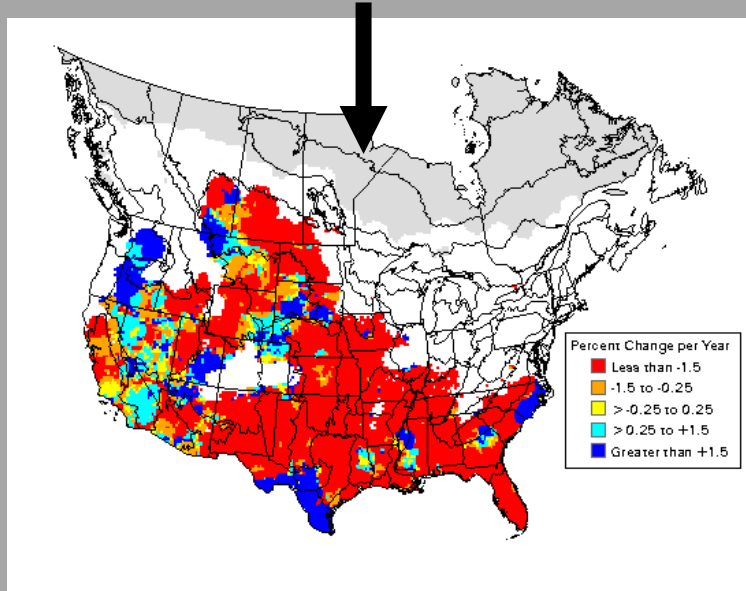 Percent Change per Year
Less than -1.5
-1.5 to -0.25
> -0.25 to 0.25
> 0.25 to +1.5
Greater than +1.5